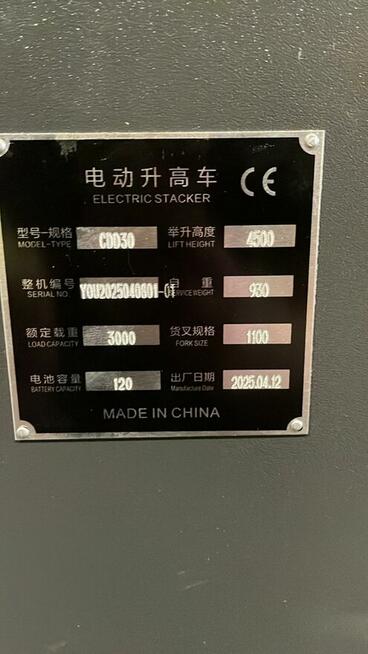 电动升高车 CE
ELECTRIC STACKER
型号-规格 CDD30 举升高度 4500
MODEL-TYPE LIFT HEIGHT
整机编号 YOU2025040601-01 自 重 930
SERIAL NO. SERVICE WEIGHT
额定载重 3000 货叉规格 1100
LOAD CAPACITY FORK SIZE
电池容量 120 出厂日期 2025.04.12
BATTERY CAPACITY Manufacture Date
MADE IN CHINA